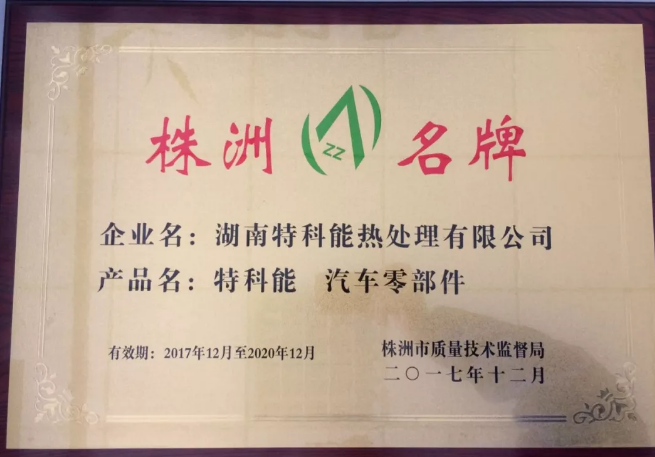 株洲 ZZ 名牌
企业名：湖南特科能热处理有限公司
产品名：特科能 汽车零部件
有效期：2017年12月至2020年12月
株洲市质量技术监督局
二〇一七年十二月